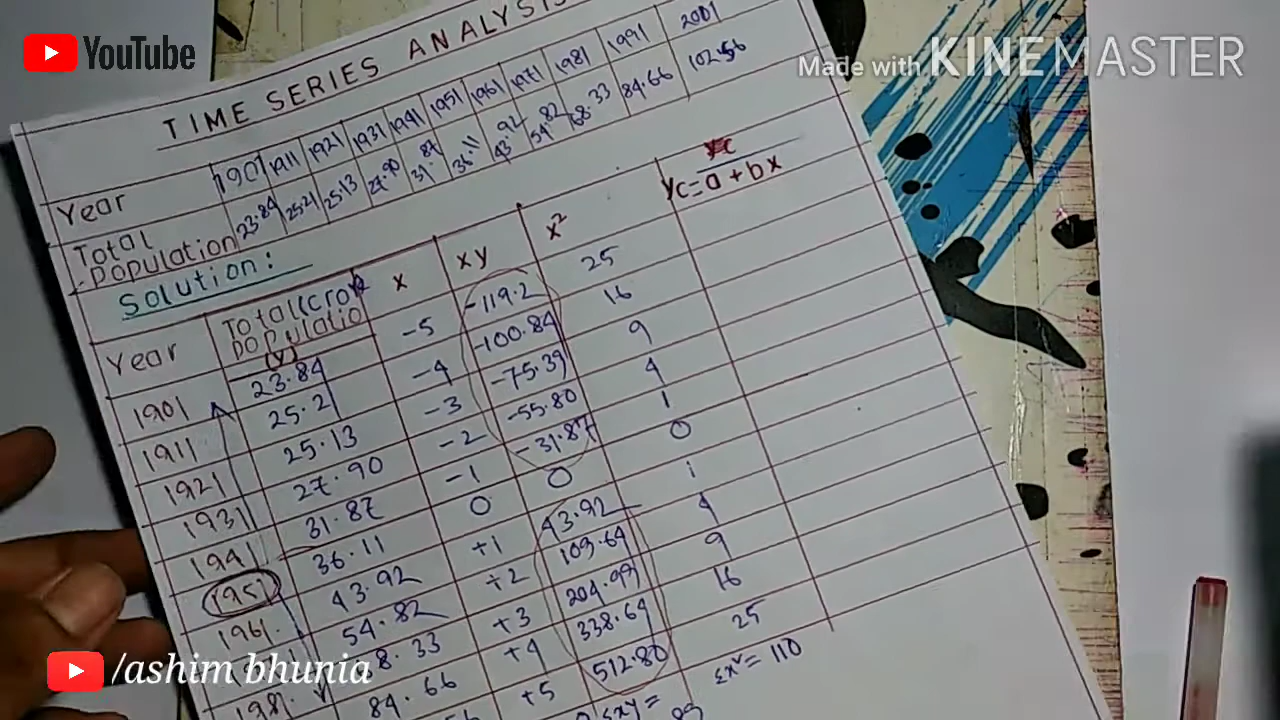 YouTube
Made with KINEMASTER
TIME SERIES ANALYSIS
Year 1901 1911 1921 1931 1941 1951 1961 1971 1981 1991 2001
Total population 23.84 25.21 25.13 27.90 31.87 36.11 43.92 54.82 68.33 84.66 102.56
Solution:
Year Total population (y) x xy x² yc=a+bx
1901 23.84 -5 -119.2 25
1911 25.21 -4 -100.84 16
1921 25.13 -3 -75.39 9
1931 27.90 -2 -55.80 4
1941 31.87 -1 -31.87 1
1951 36.11 0 0 0
1961 43.92 +1 43.92 1
54.82 +2 109.64 4
1981 8.33 +3 204.99 9
84.66 +4 338.64 16
56 +5 512.80 25
Σxy= Σx²= 110
/ashim bhunia